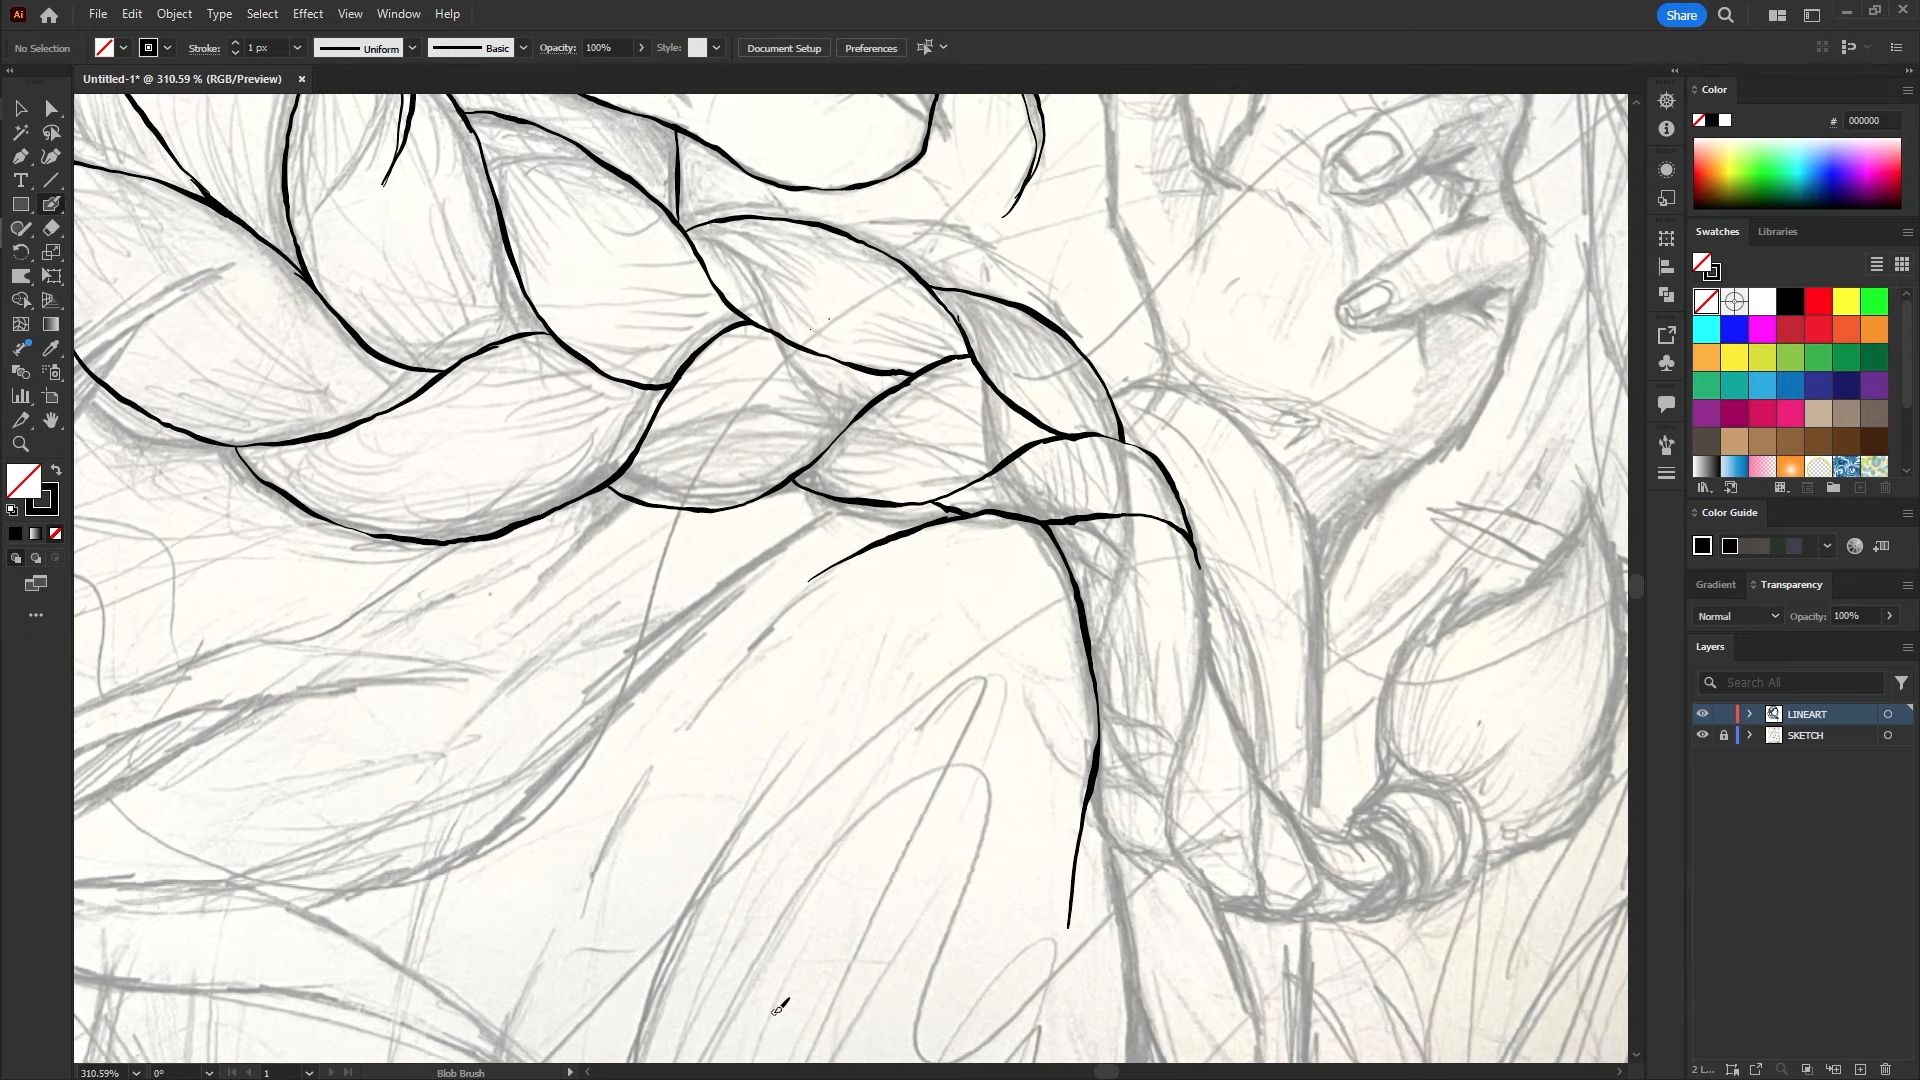 Ai
File Edit Object Type Select Effect View Window Help
Share
No Selection
Stroke: 1 px
Uniform
Basic
Opacity: 100%
Style:
Document Setup
Preferences
Untitled-1* @ 310.59 % (RGB/Preview) ×
Color
# 000000
Swatches Libraries
Color Guide
Gradient Transparency
Normal Opacity: 100%
Layers
Search All
LINEART
SKETCH
310.59% 0° 1 Blob Brush
2 L...